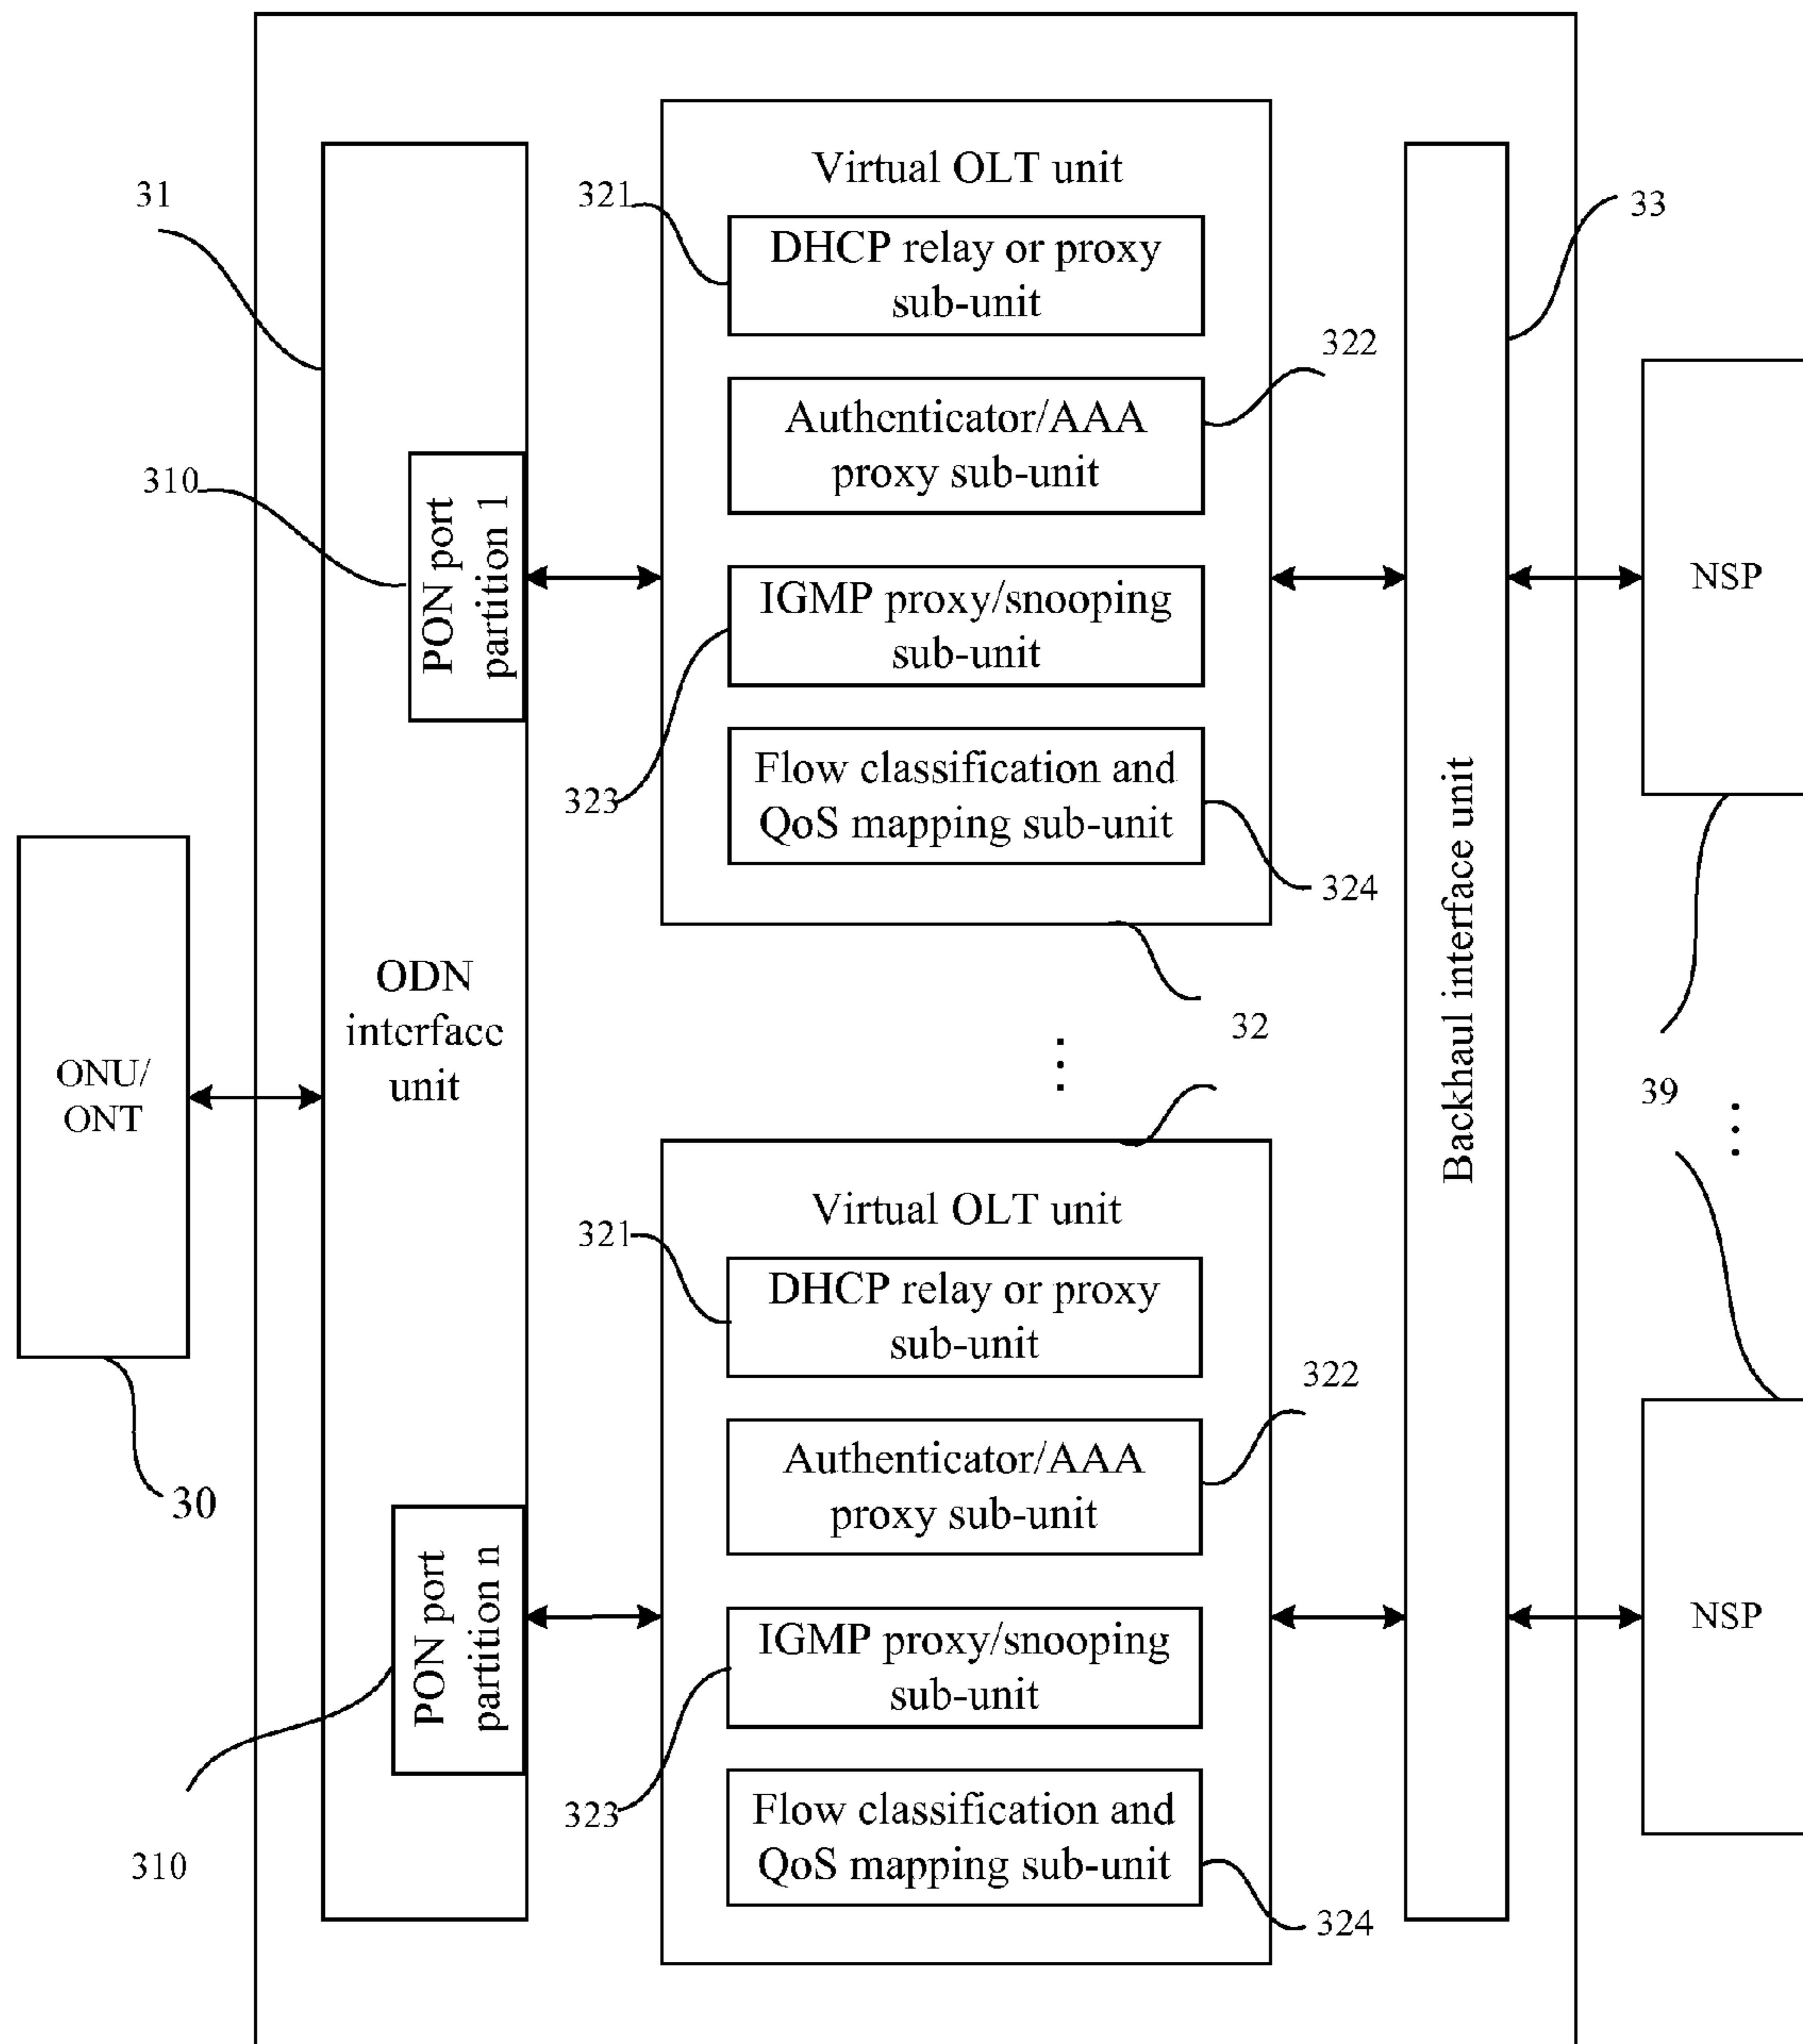 Virtual OLT unit
31
321
33
DHCP relay or proxy
sub-unit
322
Authenticator/AAA
proxy sub-unit
310
PON port
partition 1
IGMP proxy/snooping
sub-unit
NSP
323
Flow classification and
QoS mapping sub-unit
324
ODN
interface
unit
32
⋮
Backhaul interface unit
ONU/
ONT
39
⋮
Virtual OLT unit
321
DHCP relay or proxy
sub-unit
322
Authenticator/AAA
proxy sub-unit
30
PON port
partition n
IGMP proxy/snooping
sub-unit
NSP
323
Flow classification and
QoS mapping sub-unit
310
324